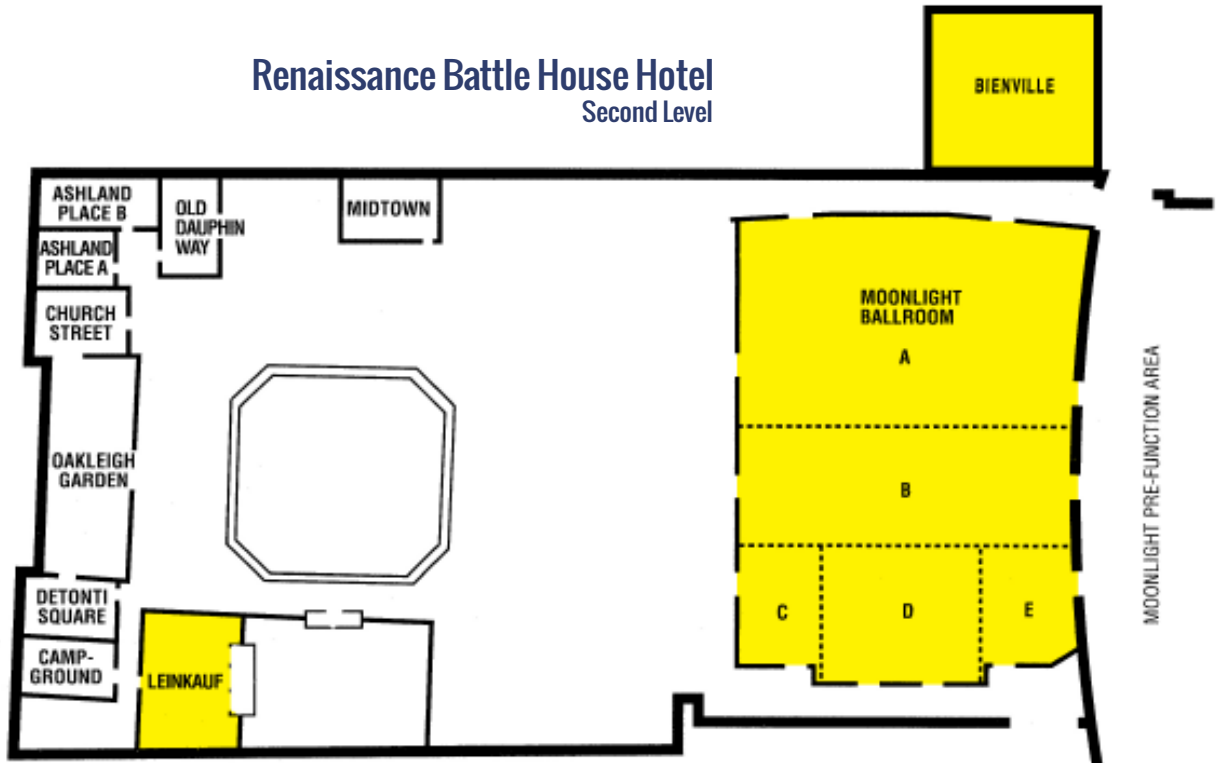 Renaissance Battle House Hotel
Second Level
BIENVILLE
ASHLAND
PLACE B
OLD
DAUPHIN
WAY
MIDTOWN
ASHLAND
PLACE A
CHURCH
STREET
MOONLIGHT
BALLROOM
A
MOONLIGHT PRE-FUNCTION AREA
OAKLEIGH
GARDEN
B
DETONTI
SQUARE
C
D
E
CAMP-
GROUND
LEINKAUF